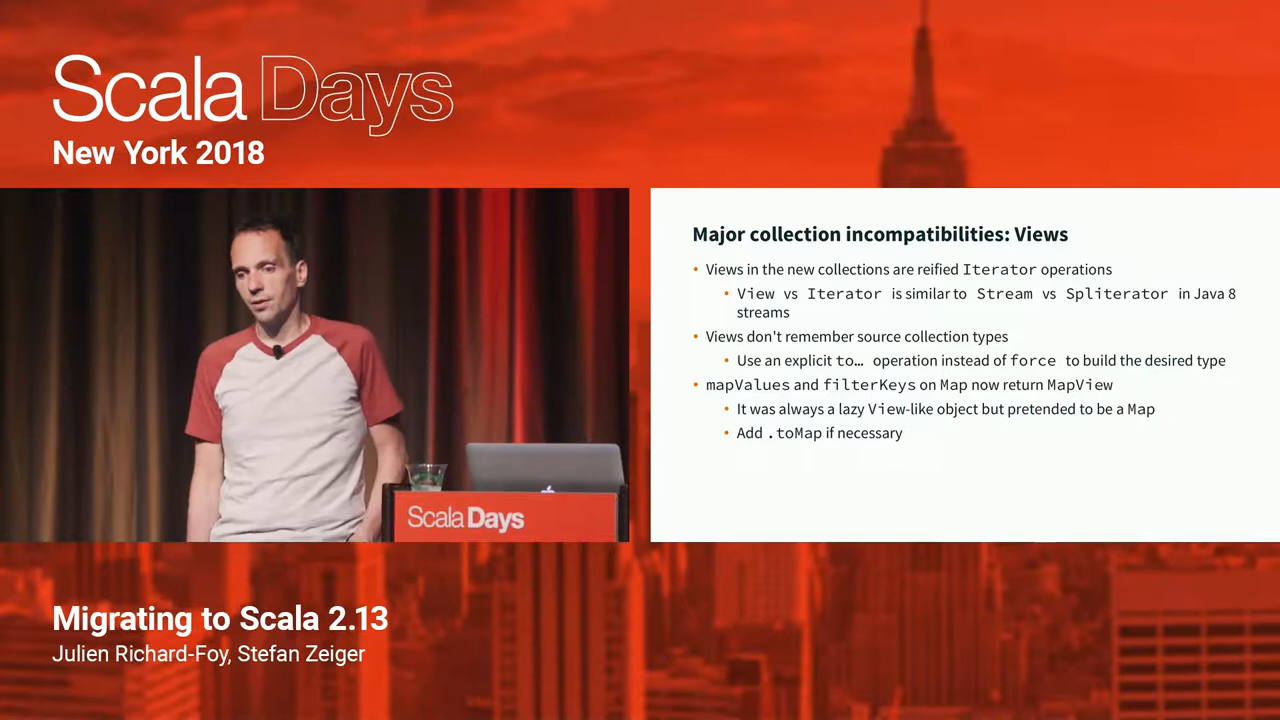 Scala Days
New York 2018
Major collection incompatibilities: Views
• Views in the new collections are reified Iterator operations
• View vs Iterator is similar to Stream vs Spliterator in Java 8
streams
• Views don't remember source collection types
• Use an explicit to… operation instead of force to build the desired type
• mapValues and filterKeys on Map now return MapView
• It was always a lazy View-like object but pretended to be a Map
• Add .toMap if necessary
Scala Days
Migrating to Scala 2.13
Julien Richard-Foy, Stefan Zeiger